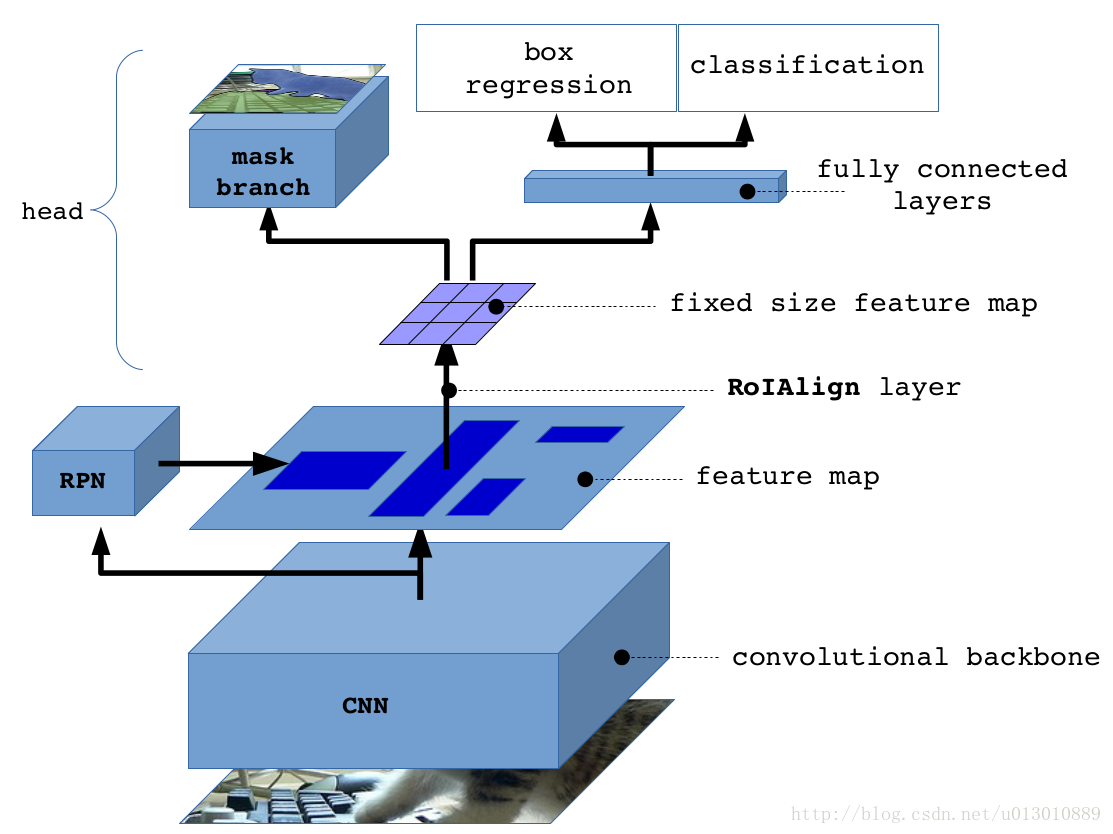 box
regression
classification
mask
branch
fully connected
layers
head
fixed size feature map
RoIAlign layer
RPN
feature map
convolutional backbone
CNN
http://blog.csdn.net/u013010889